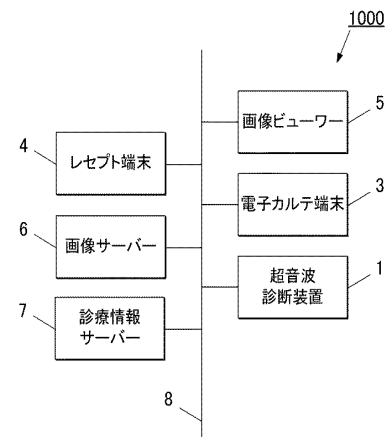 1000
5
画像ビューワー
4
レセプト端末
3
電子カルテ端末
6
画像サーバー
1
超音波
診断装置
7
診療情報
サーバー
8